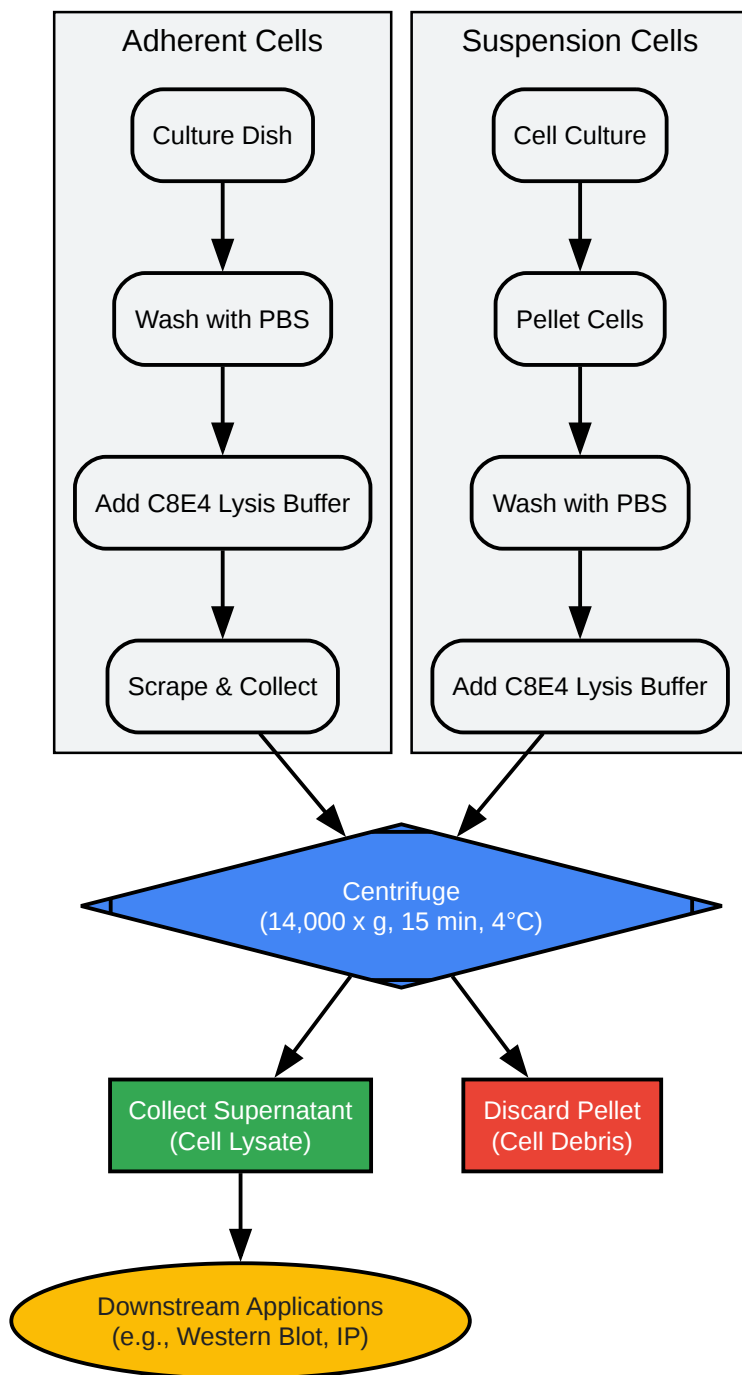 Adherent Cells
Culture Dish
Wash with PBS
Add C8E4 Lysis Buffer
Scrape & Collect
Suspension Cells
Cell Culture
Pellet Cells
Wash with PBS
Add C8E4 Lysis Buffer
Centrifuge
(14,000 x g, 15 min, 4°C)
Collect Supernatant
(Cell Lysate)
Discard Pellet
(Cell Debris)
Downstream Applications
(e.g., Western Blot, IP)